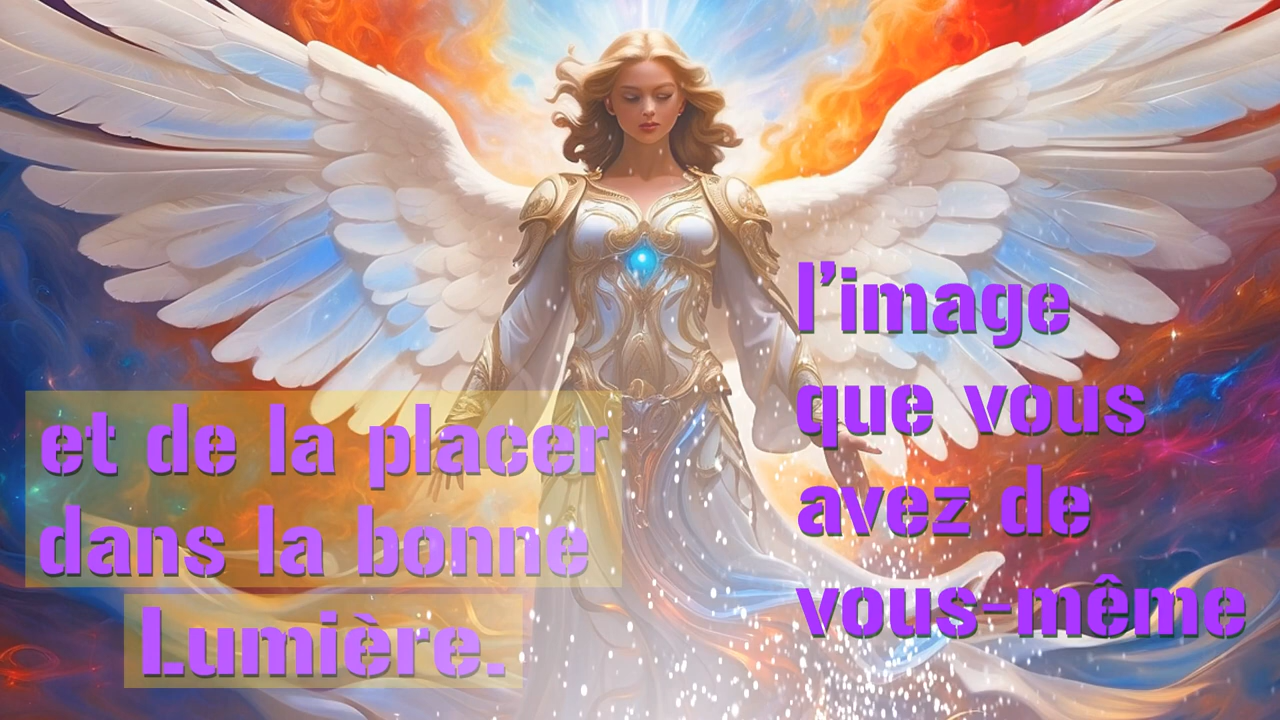 l'image
que vous
avez de
vous-même
et de la placer
dans la bonne
Lumière.